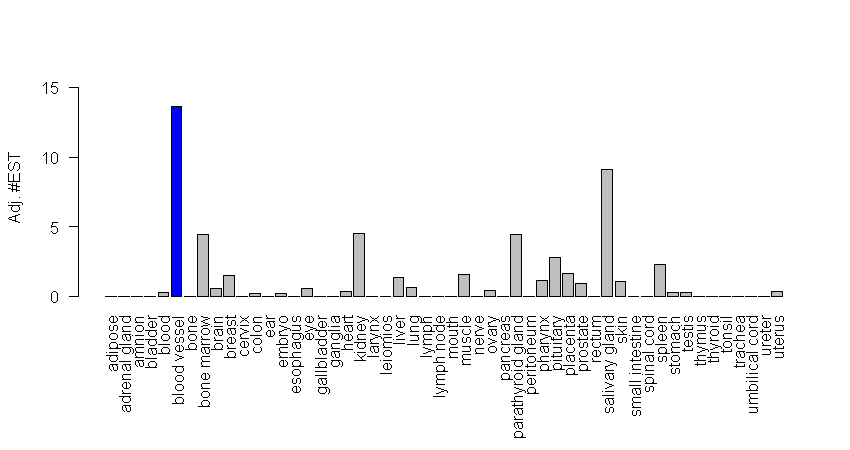 15
10
5
0
Adj. #EST
adipose
adrenal gland
amnion
bladder
blood
blood vessel
bone
bone marrow
brain
breast
cervix
colon
ear
embryo
esophagus
eye
gallbladder
ganglia
heart
kidney
larynx
leiomios
liver
lung
lymph
lymph node
mouth
muscle
nerve
ovary
pancreas
parathyroid gland
peritoneum
pharynx
pituitary
placenta
prostate
rectum
salivary gland
skin
small intestine
spinal cord
spleen
stomach
testis
thymus
thyroid
tonsil
trachea
umbilical cord
ureter
uterus